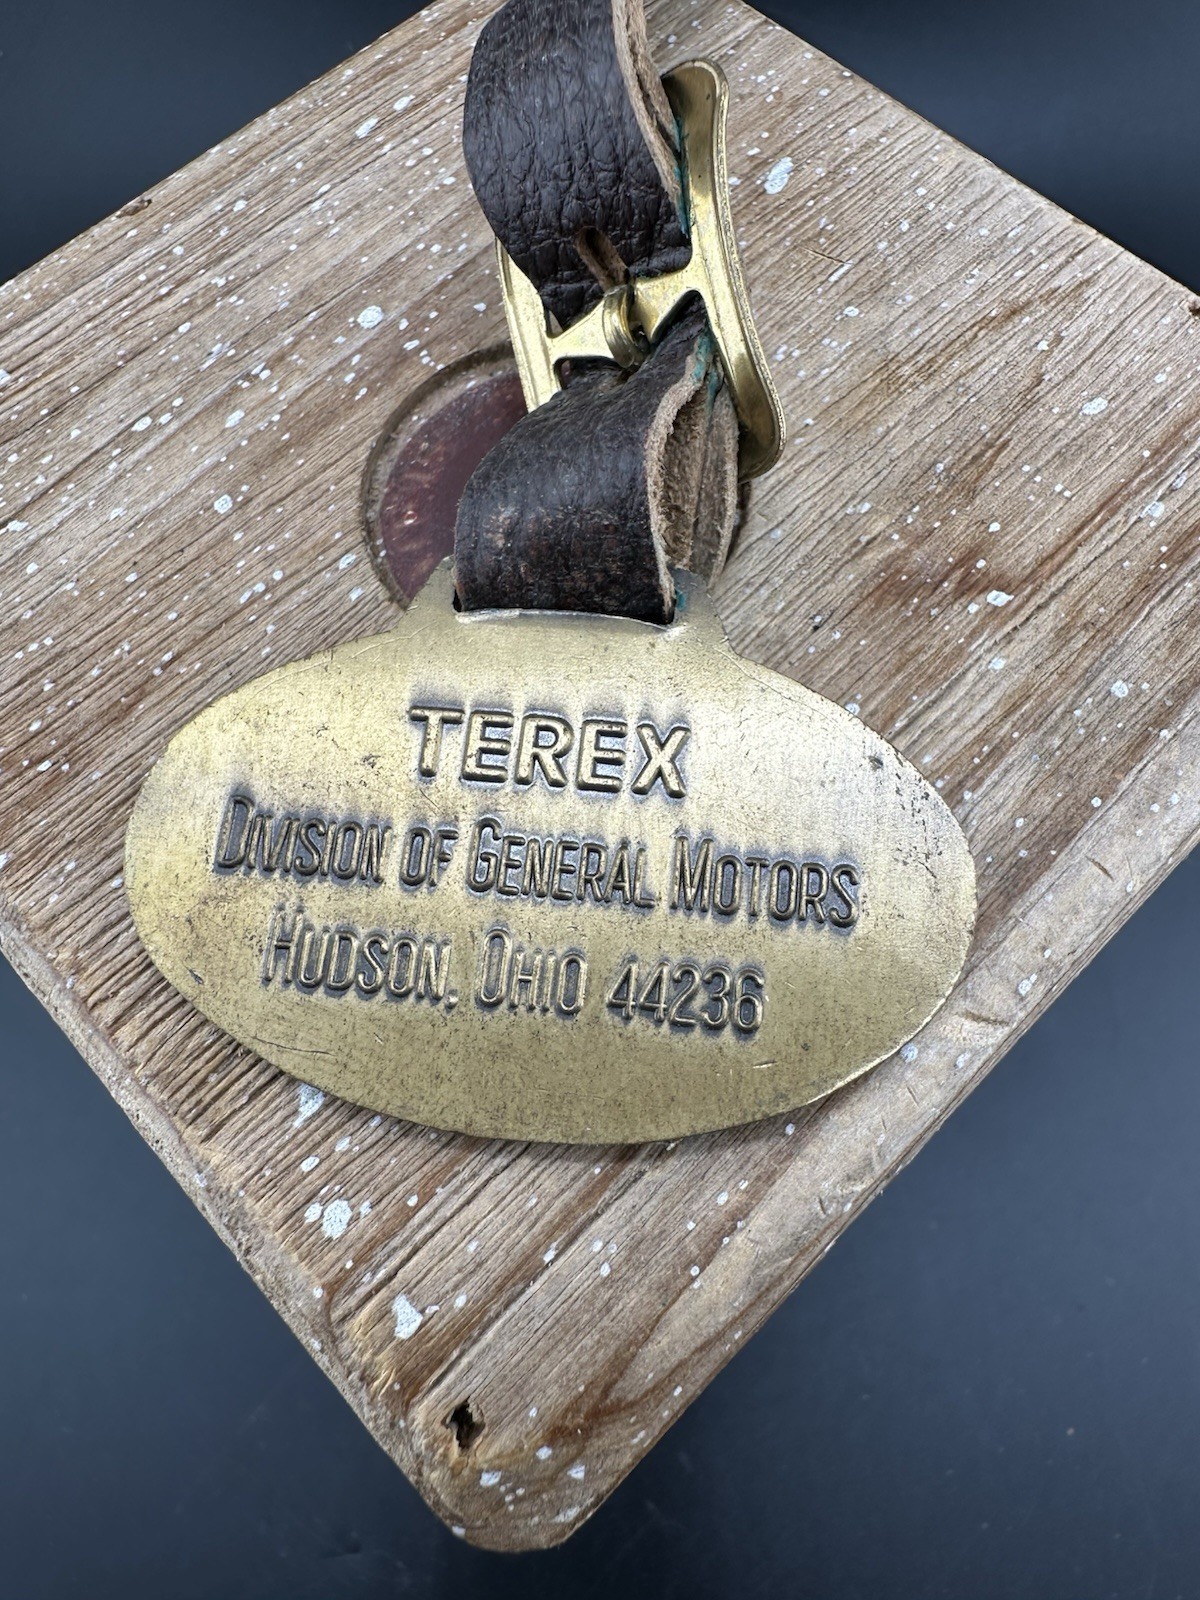 TEREX
DIVISION OF GENERAL MOTORS
HUDSON, OHIO 44236